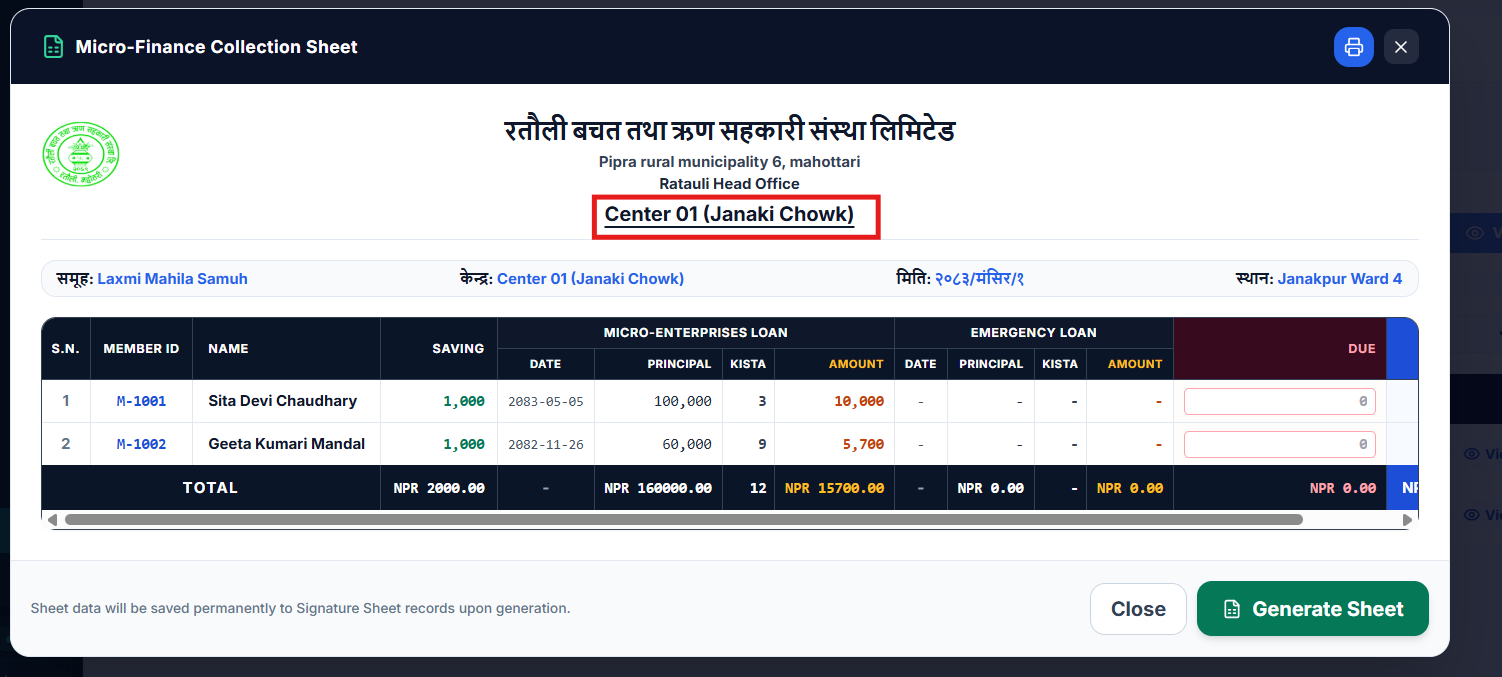 Micro-Finance Collection Sheet
रतौली बचत तथा ऋण सहकारी संस्था लिमिटेड
Pipra rural municipality 6, mahottari
Ratauli Head Office
Center 01 (Janaki Chowk)
समूह: Laxmi Mahila Samuh केन्द्र: Center 01 (Janaki Chowk) मिति: २०८३/मंसिर/१ स्थान: Janakpur Ward 4
S.N. MEMBER ID NAME SAVING MICRO-ENTERPRISES LOAN EMERGENCY LOAN DUE
DATE PRINCIPAL KISTA AMOUNT DATE PRINCIPAL KISTA AMOUNT
1 M-1001 Sita Devi Chaudhary 1,000 2083-05-05 100,000 3 10,000 - - - - 0
2 M-1002 Geeta Kumari Mandal 1,000 2082-11-26 60,000 9 5,700 - - - - 0
TOTAL NPR 2000.00 - NPR 160000.00 12 NPR 15700.00 - NPR 0.00 - NPR 0.00 NPR 0.00
Sheet data will be saved permanently to Signature Sheet records upon generation.
Close Generate Sheet